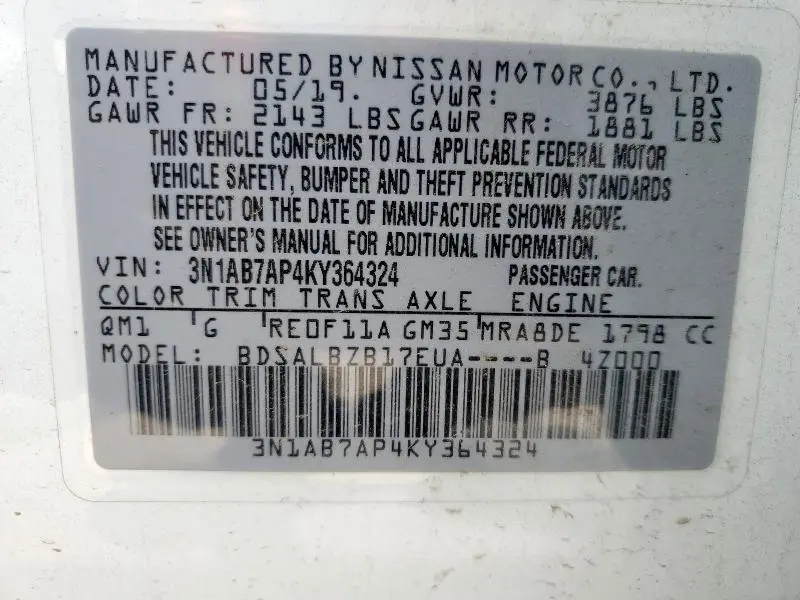 MANUFACTURED BY NISSAN MOTOR CO., LTD.
DATE: 05/19. GVWR: 3876 LBS
GAWR FR: 2143 LBS GAWR RR: 1881 LBS
THIS VEHICLE CONFORMS TO ALL APPLICABLE FEDERAL MOTOR
VEHICLE SAFETY, BUMPER AND THEFT PREVENTION STANDARDS
IN EFFECT ON THE DATE OF MANUFACTURE SHOWN ABOVE.
SEE OWNER'S MANUAL FOR ADDITIONAL INFORMATION.
VIN: 3N1AB7AP4KY364324 PASSENGER CAR.
COLOR TRIM TRANS AXLE ENGINE
QM1 G RE0F11A GM35 MRA8DE 1798 CC
MODEL: BDSALBZB17EUA----B 4Z000
3N1AB7AP4KY364324